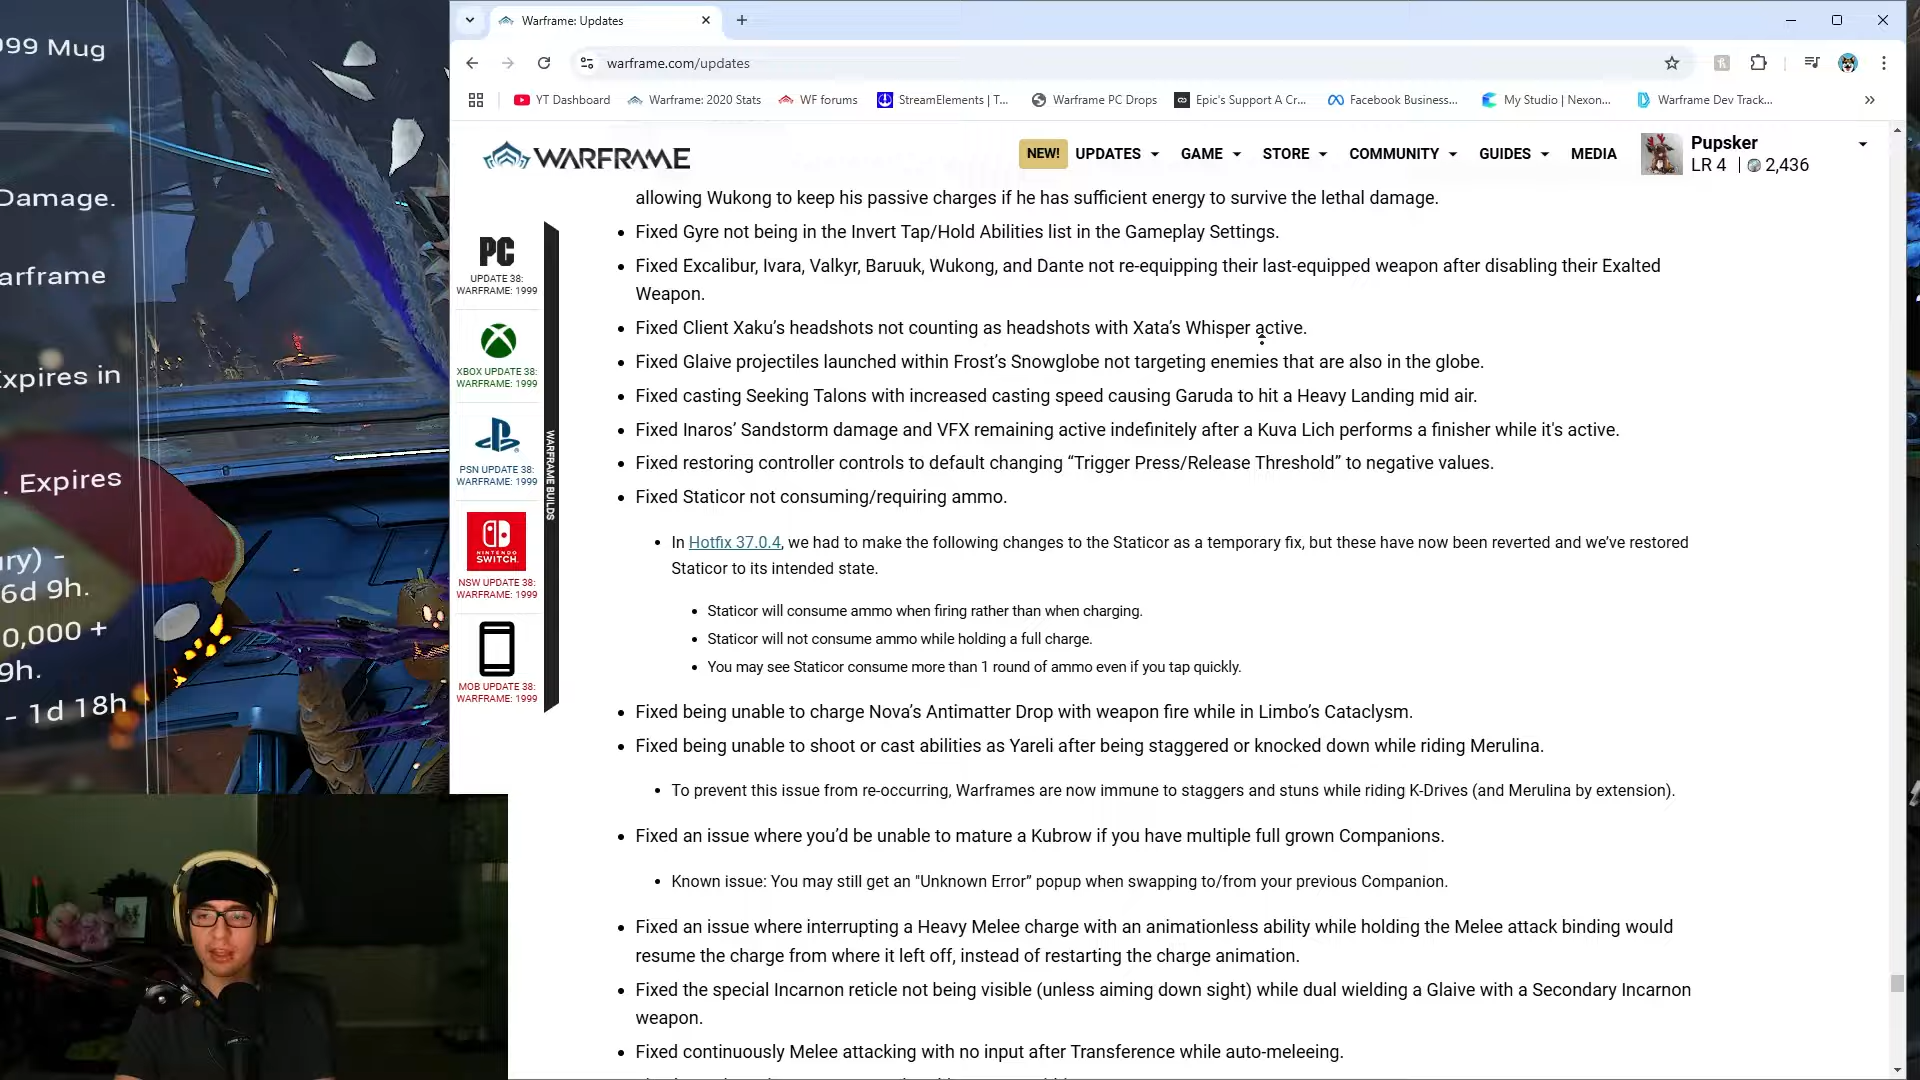 99 Mug
Damage.
arframe
Expires in
. Expires
ry) -
6d 9h.
0,000 +
9h.
- 1d 18h
Warframe: Updates
warframe.com/updates
YT Dashboard
Warframe: 2020 Stats
WF forums
StreamElements | T...
Warframe PC Drops
Epic's Support A Cr...
Facebook Business...
My Studio | Nexon...
Warframe Dev Track...
WARFRAME
NEW! UPDATES GAME STORE COMMUNITY GUIDES MEDIA
Pupsker
LR 4 | 2,436
PC
UPDATE 38:
WARFRAME: 1999
XBOX UPDATE 38:
WARFRAME: 1999
PSN UPDATE 38:
WARFRAME: 1999
NINTENDO
SWITCH
NSW UPDATE 38:
WARFRAME: 1999
MOB UPDATE 38:
WARFRAME: 1999
WARFRAME BUILDS
allowing Wukong to keep his passive charges if he has sufficient energy to survive the lethal damage.
Fixed Gyre not being in the Invert Tap/Hold Abilities list in the Gameplay Settings.
Fixed Excalibur, Ivara, Valkyr, Baruuk, Wukong, and Dante not re-equipping their last-equipped weapon after disabling their Exalted
Weapon.
Fixed Client Xaku’s headshots not counting as headshots with Xata’s Whisper active.
Fixed Glaive projectiles launched within Frost’s Snowglobe not targeting enemies that are also in the globe.
Fixed casting Seeking Talons with increased casting speed causing Garuda to hit a Heavy Landing mid air.
Fixed Inaros’ Sandstorm damage and VFX remaining active indefinitely after a Kuva Lich performs a finisher while it's active.
Fixed restoring controller controls to default changing “Trigger Press/Release Threshold” to negative values.
Fixed Staticor not consuming/requiring ammo.
In Hotfix 37.0.4, we had to make the following changes to the Staticor as a temporary fix, but these have now been reverted and we’ve restored
Staticor to its intended state.
Staticor will consume ammo when firing rather than when charging.
Staticor will not consume ammo while holding a full charge.
You may see Staticor consume more than 1 round of ammo even if you tap quickly.
Fixed being unable to charge Nova’s Antimatter Drop with weapon fire while in Limbo’s Cataclysm.
Fixed being unable to shoot or cast abilities as Yareli after being staggered or knocked down while riding Merulina.
To prevent this issue from re-occurring, Warframes are now immune to staggers and stuns while riding K-Drives (and Merulina by extension).
Fixed an issue where you’d be unable to mature a Kubrow if you have multiple full grown Companions.
Known issue: You may still get an "Unknown Error” popup when swapping to/from your previous Companion.
Fixed an issue where interrupting a Heavy Melee charge with an animationless ability while holding the Melee attack binding would
resume the charge from where it left off, instead of restarting the charge animation.
Fixed the special Incarnon reticle not being visible (unless aiming down sight) while dual wielding a Glaive with a Secondary Incarnon
weapon.
Fixed continuously Melee attacking with no input after Transference while auto-meleeing.